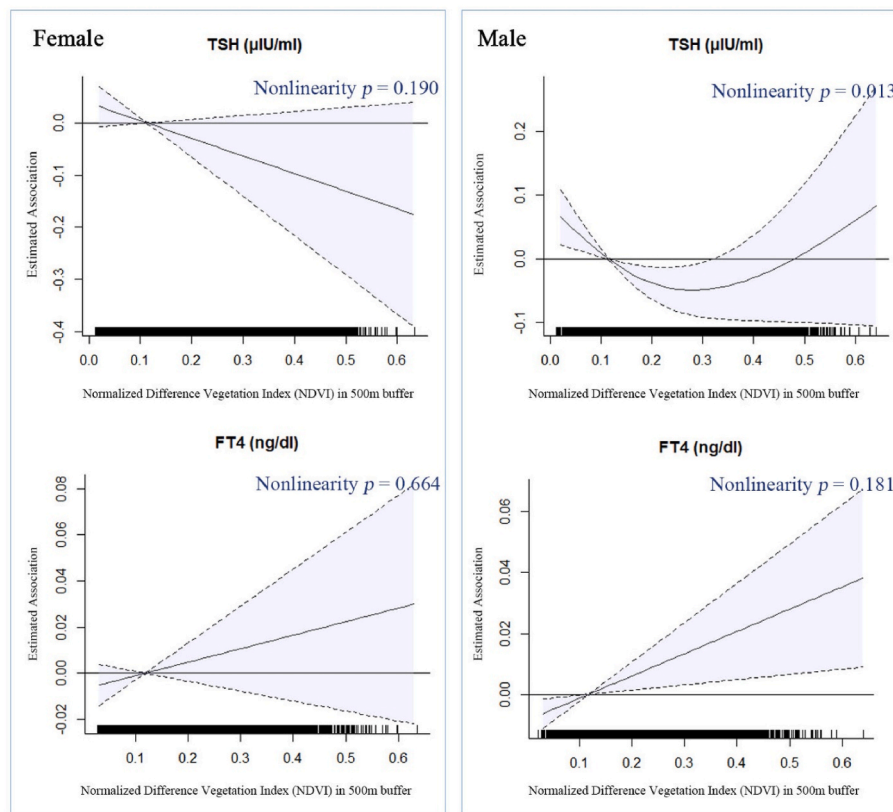 Female
TSH (µIU/ml)
Nonlinearity p = 0.190
Estimated Association
0.0
-0.1
-0.2
-0.3
-0.4
0.0 0.1 0.2 0.3 0.4 0.5 0.6
Normalized Difference Vegetation Index (NDVI) in 500m buffer
FT4 (ng/dl)
Nonlinearity p = 0.664
Estimated Association
0.08
0.06
0.04
0.02
0.00
-0.02
0.1 0.2 0.3 0.4 0.5 0.6
Normalized Difference Vegetation Index (NDVI) in 500m buffer
Male
TSH (µIU/ml)
Nonlinearity p = 0.013
Estimated Association
0.2
0.1
0.0
-0.1
0.0 0.1 0.2 0.3 0.4 0.5 0.6
Normalized Difference Vegetation Index (NDVI) in 500m buffer
FT4 (ng/dl)
Nonlinearity p = 0.181
Estimated Association
0.06
0.04
0.02
0.00
0.1 0.2 0.3 0.4 0.5 0.6
Normalized Difference Vegetation Index (NDVI) in 500m buffer